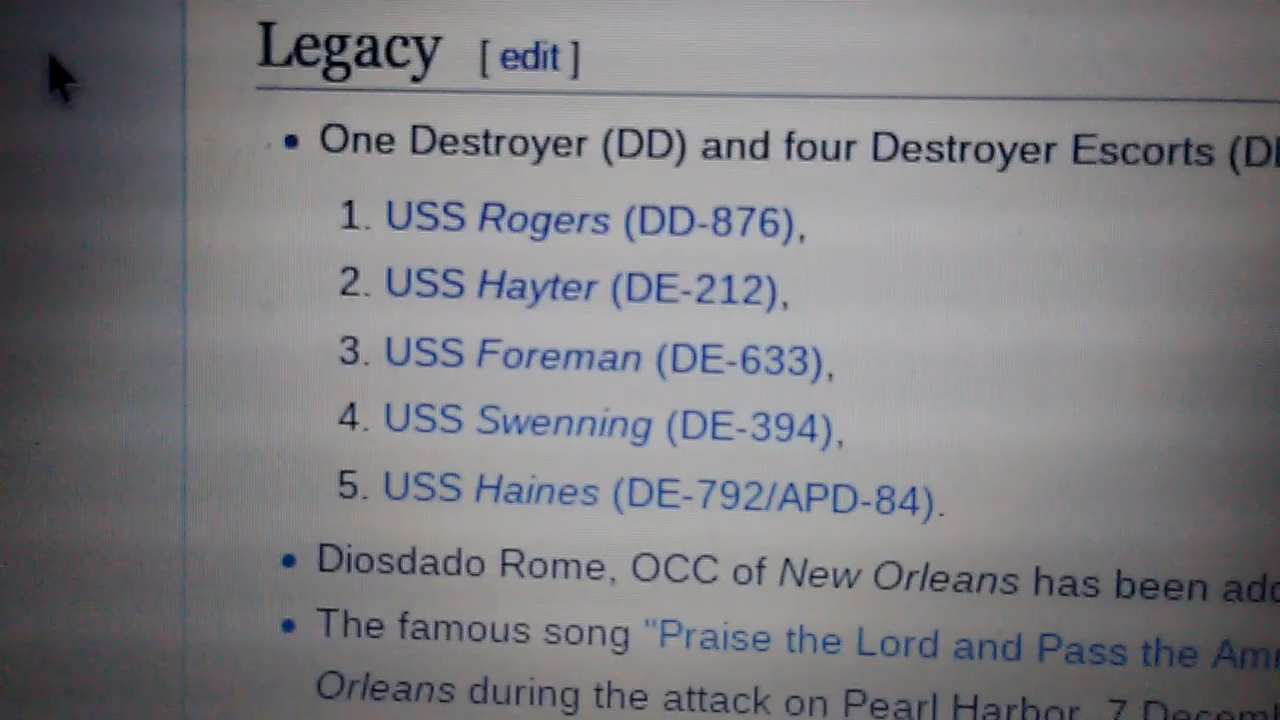 Legacy [ edit ]
• One Destroyer (DD) and four Destroyer Escorts
1. USS Rogers (DD-876),
2. USS Hayter (DE-212),
3. USS Foreman (DE-633),
4. USS Swenning (DE-394),
5. USS Haines (DE-792/APD-84).
• Diosdado Rome, OCC of New Orleans has been
• The famous song "Praise the Lord and Pass the
Orleans during the attack on Pearl Harbor, 7